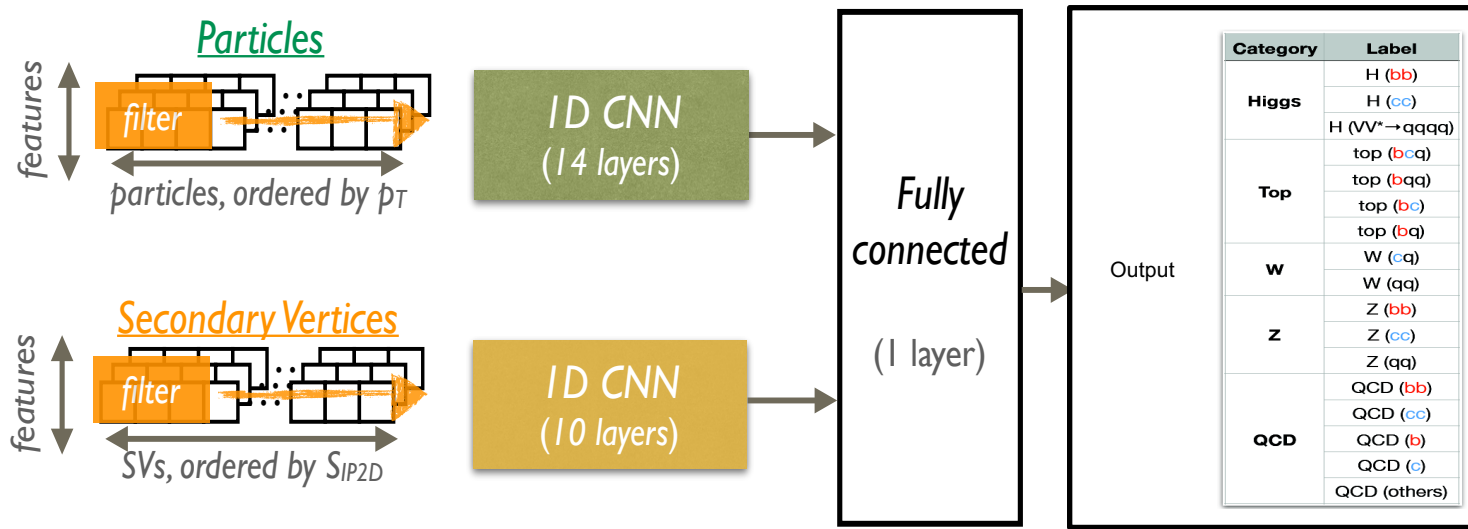 Particles
features
filter
particles, ordered by pT
1D CNN
(14 layers)
Secondary Vertices
features
filter
SVs, ordered by SIP2D
1D CNN
(10 layers)
Fully
connected
(1 layer)
Output
Category Label
Higgs
H (bb)
H (cc)
H (VV*→qqqq)
Top
top (bcq)
top (bqq)
top (bc)
top (bq)
W
W (cq)
W (qq)
Z
Z (bb)
Z (cc)
Z (qq)
QCD
QCD (bb)
QCD (cc)
QCD (b)
QCD (c)
QCD (others)